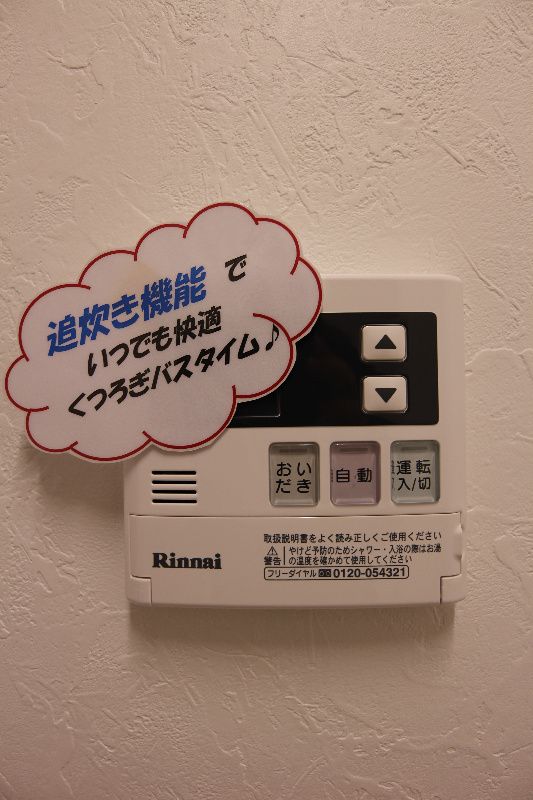 追炊き機能で
いつでも快適
くつろぎバスタイム♪
▲
▼
おい
だき
自動
運転
入/切
取扱説明書をよく読み正しくご使用ください
⚠警告 やけど予防のためシャワー・入浴の際はお湯
の温度を確かめて使用してください
フリーダイヤル 0120-054321
Rinnai